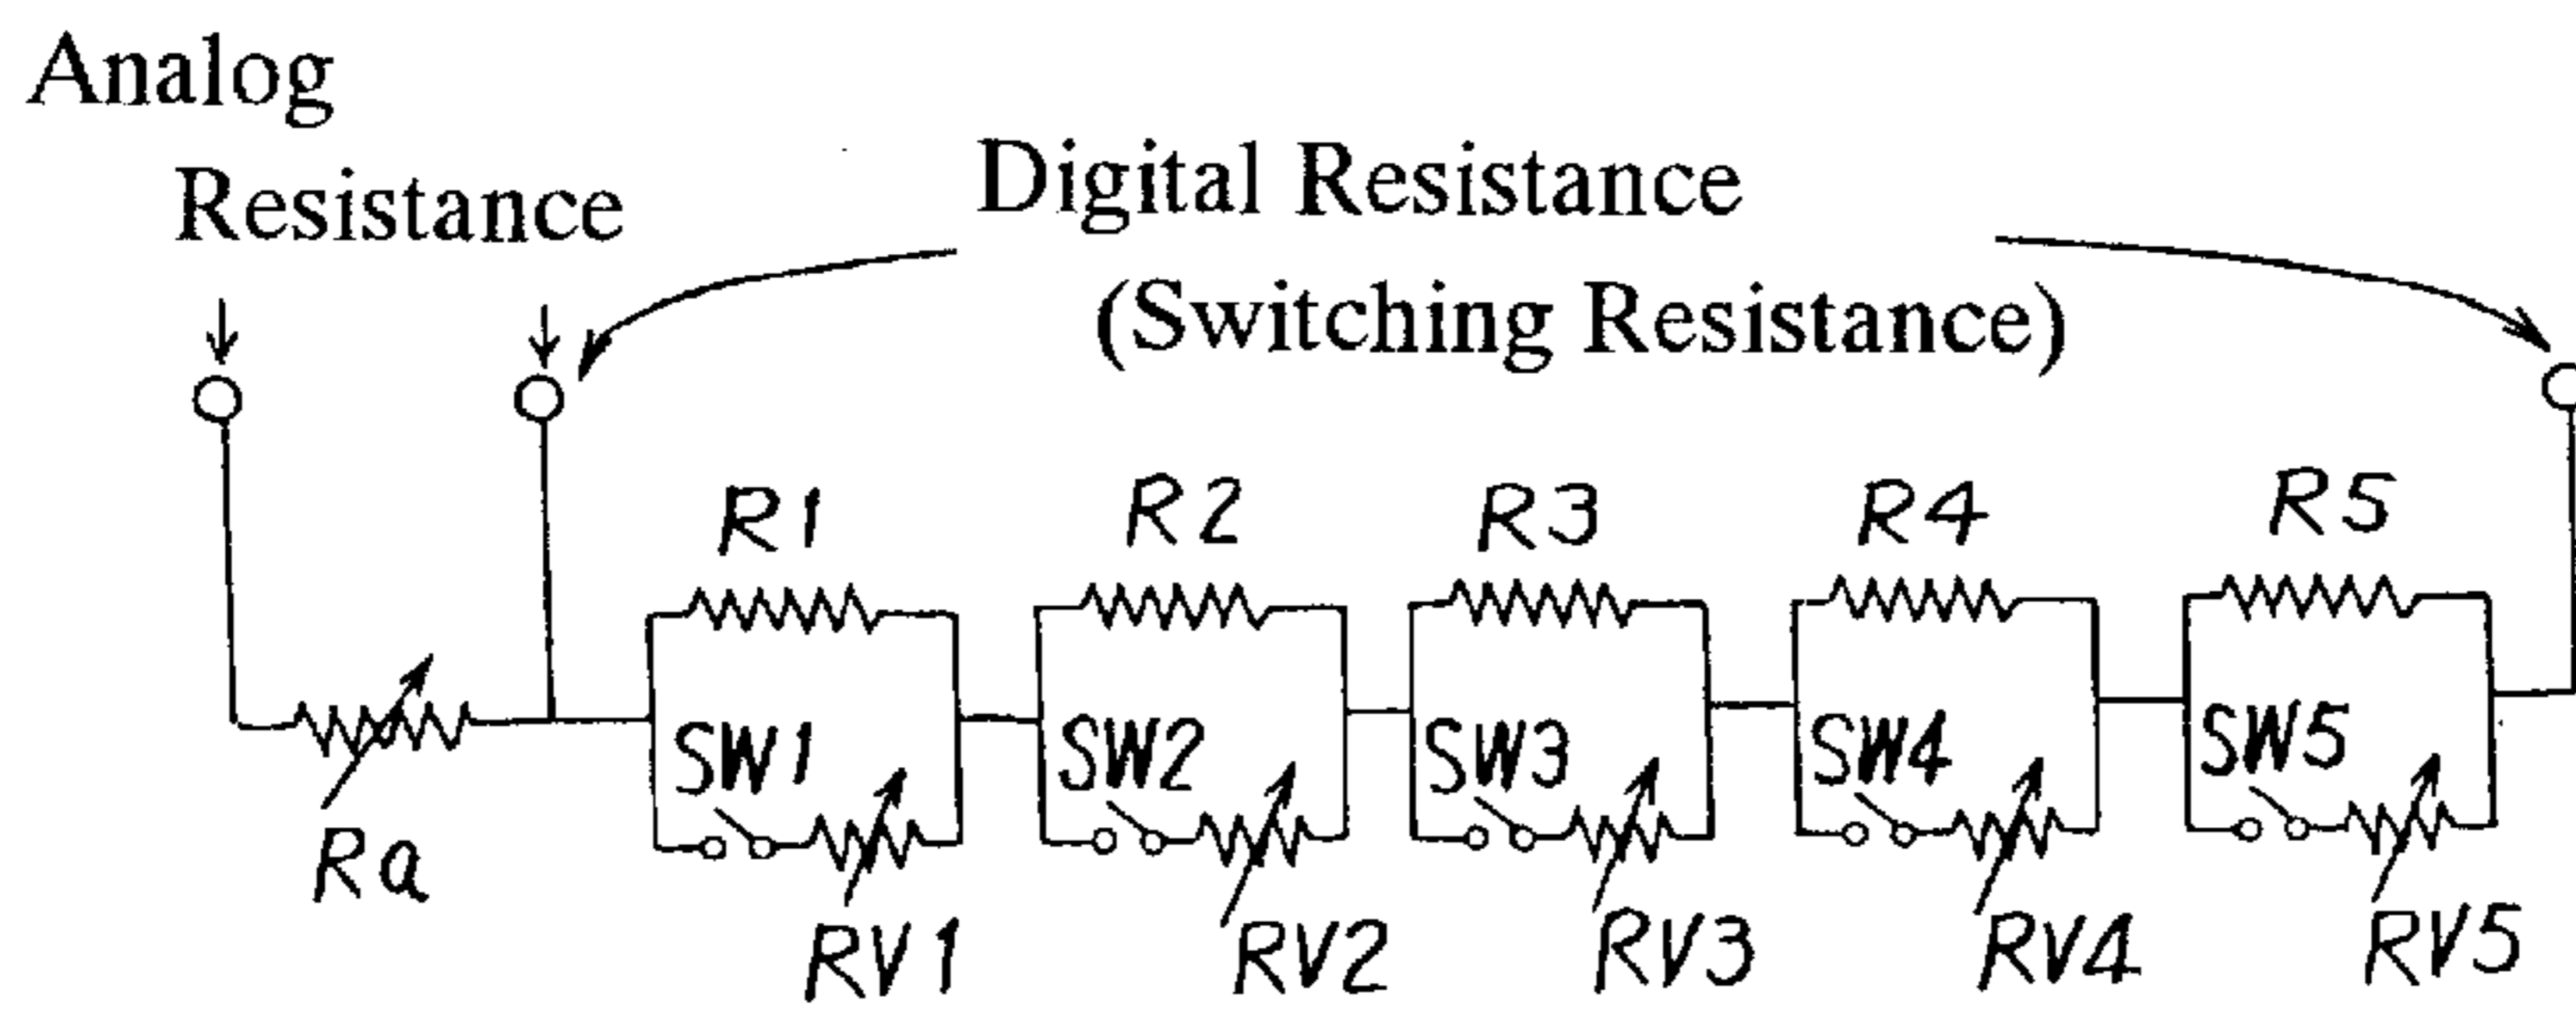 Analog
Resistance
Digital Resistance
(Switching Resistance)
R1 R2 R3 R4 R5
SW1 SW2 SW3 SW4 SW5
Ra
RV1 RV2 RV3 RV4 RV5